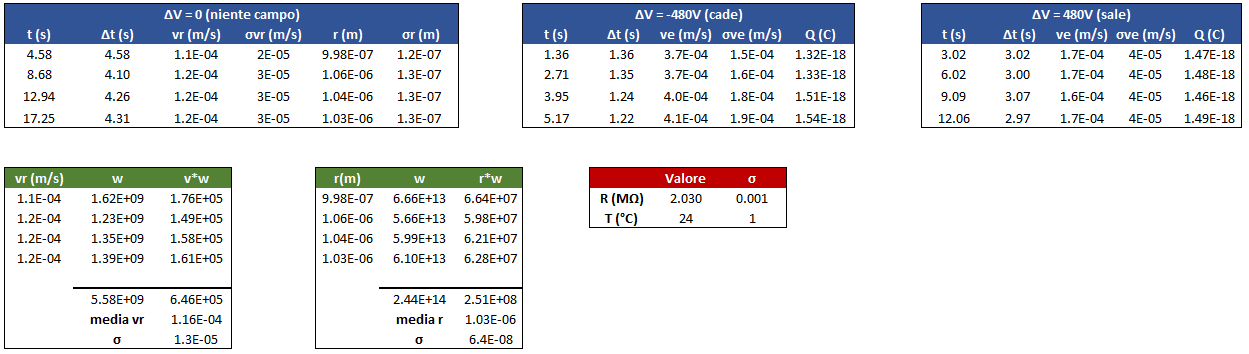 ΔV = 0 (niente campo)
t (s) Δt (s) vr (m/s) σvr (m/s) r (m) σr (m)
4.58 4.58 1.1E-04 2E-05 9.98E-07 1.2E-07
8.68 4.10 1.2E-04 3E-05 1.06E-06 1.3E-07
12.94 4.26 1.2E-04 3E-05 1.04E-06 1.3E-07
17.25 4.31 1.2E-04 3E-05 1.03E-06 1.3E-07
ΔV = -480V (cade)
t (s) Δt (s) ve (m/s) σve (m/s) Q (C)
1.36 1.36 3.7E-04 1.5E-04 1.32E-18
2.71 1.35 3.7E-04 1.6E-04 1.33E-18
3.95 1.24 4.0E-04 1.8E-04 1.51E-18
5.17 1.22 4.1E-04 1.9E-04 1.54E-18
ΔV = 480V (sale)
t (s) Δt (s) ve (m/s) σve (m/s) Q (C)
3.02 3.02 1.7E-04 4E-05 1.47E-18
6.02 3.00 1.7E-04 4E-05 1.48E-18
9.09 3.07 1.6E-04 4E-05 1.46E-18
12.06 2.97 1.7E-04 4E-05 1.49E-18
vr (m/s) w v*w
1.1E-04 1.62E+09 1.76E+05
1.2E-04 1.23E+09 1.49E+05
1.2E-04 1.35E+09 1.58E+05
1.2E-04 1.39E+09 1.61E+05
5.58E+09 6.46E+05
media vr 1.16E-04
σ 1.3E-05
r(m) w r*w
9.98E-07 6.66E+13 6.64E+07
1.06E-06 5.66E+13 5.98E+07
1.04E-06 5.99E+13 6.21E+07
1.03E-06 6.10E+13 6.28E+07
2.44E+14 2.51E+08
media r 1.03E-06
σ 6.4E-08
Valore σ
R (MΩ) 2.030 0.001
T (°C) 24 1